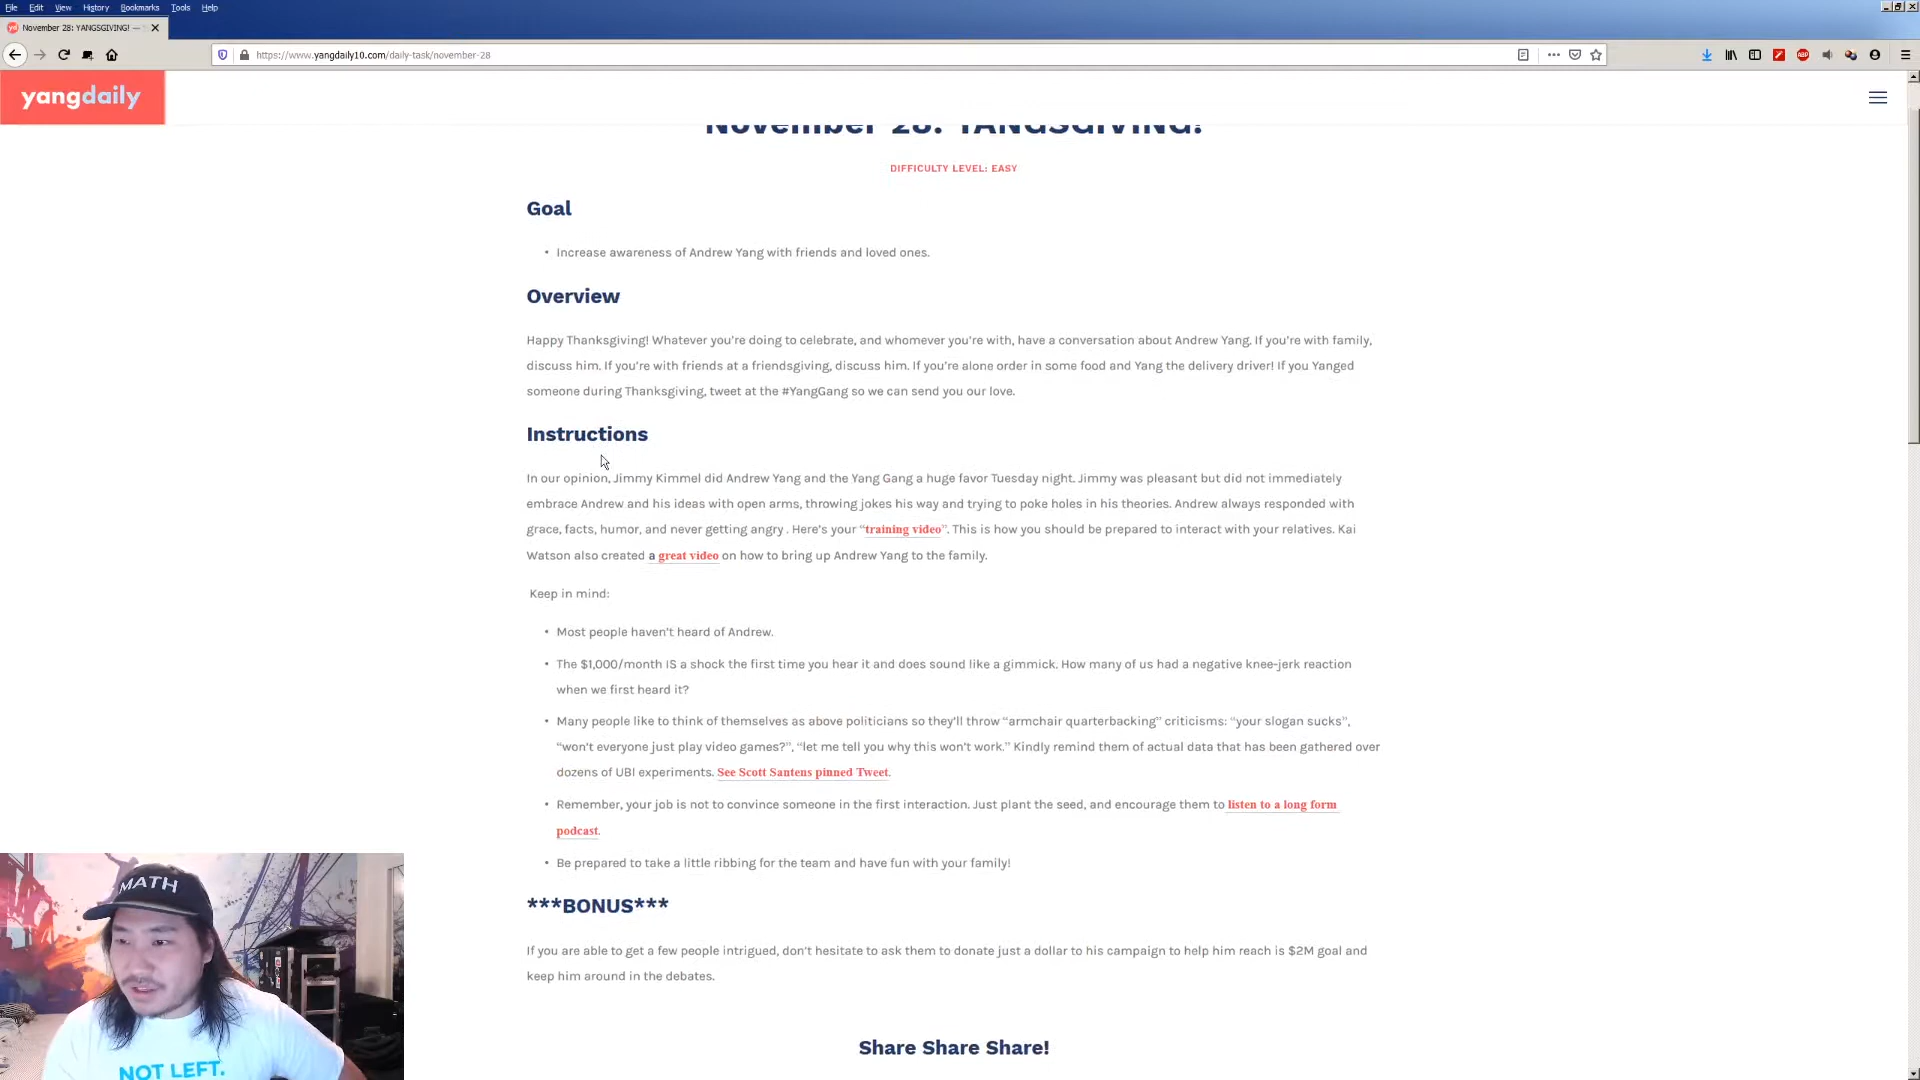 File Edit View History Bookmarks Tools Help
November 28: YANGSGIVING! —
https://www.yangdaily10.com/daily-task/november-28
yangdaily
November 28: YANGSGIVING!
DIFFICULTY LEVEL: EASY
Goal
• Increase awareness of Andrew Yang with friends and loved ones.
Overview
Happy Thanksgiving! Whatever you're doing to celebrate, and whomever you're with, have a conversation about Andrew Yang. If you're with family,
discuss him. If you're with friends at a friendsgiving, discuss him. If you're alone order in some food and Yang the delivery driver! If you Yanged
someone during Thanksgiving, tweet at the #YangGang so we can send you our love.
Instructions
In our opinion, Jimmy Kimmel did Andrew Yang and the Yang Gang a huge favor Tuesday night. Jimmy was pleasant but did not immediately
embrace Andrew and his ideas with open arms, throwing jokes his way and trying to poke holes in his theories. Andrew always responded with
grace, facts, humor, and never getting angry . Here's your “training video”. This is how you should be prepared to interact with your relatives. Kai
Watson also created a great video on how to bring up Andrew Yang to the family.
Keep in mind:
• Most people haven't heard of Andrew.
• The $1,000/month IS a shock the first time you hear it and does sound like a gimmick. How many of us had a negative knee-jerk reaction
when we first heard it?
• Many people like to think of themselves as above politicians so they'll throw “armchair quarterbacking” criticisms: “your slogan sucks”,
“won't everyone just play video games?”, “let me tell you why this won't work.” Kindly remind them of actual data that has been gathered over
dozens of UBI experiments. See Scott Santens pinned Tweet.
• Remember, your job is not to convince someone in the first interaction. Just plant the seed, and encourage them to listen to a long form
podcast.
• Be prepared to take a little ribbing for the team and have fun with your family!
***BONUS***
If you are able to get a few people intrigued, don't hesitate to ask them to donate just a dollar to his campaign to help him reach is $2M goal and
keep him around in the debates.
Share Share Share!
MATH
NOT LEFT.